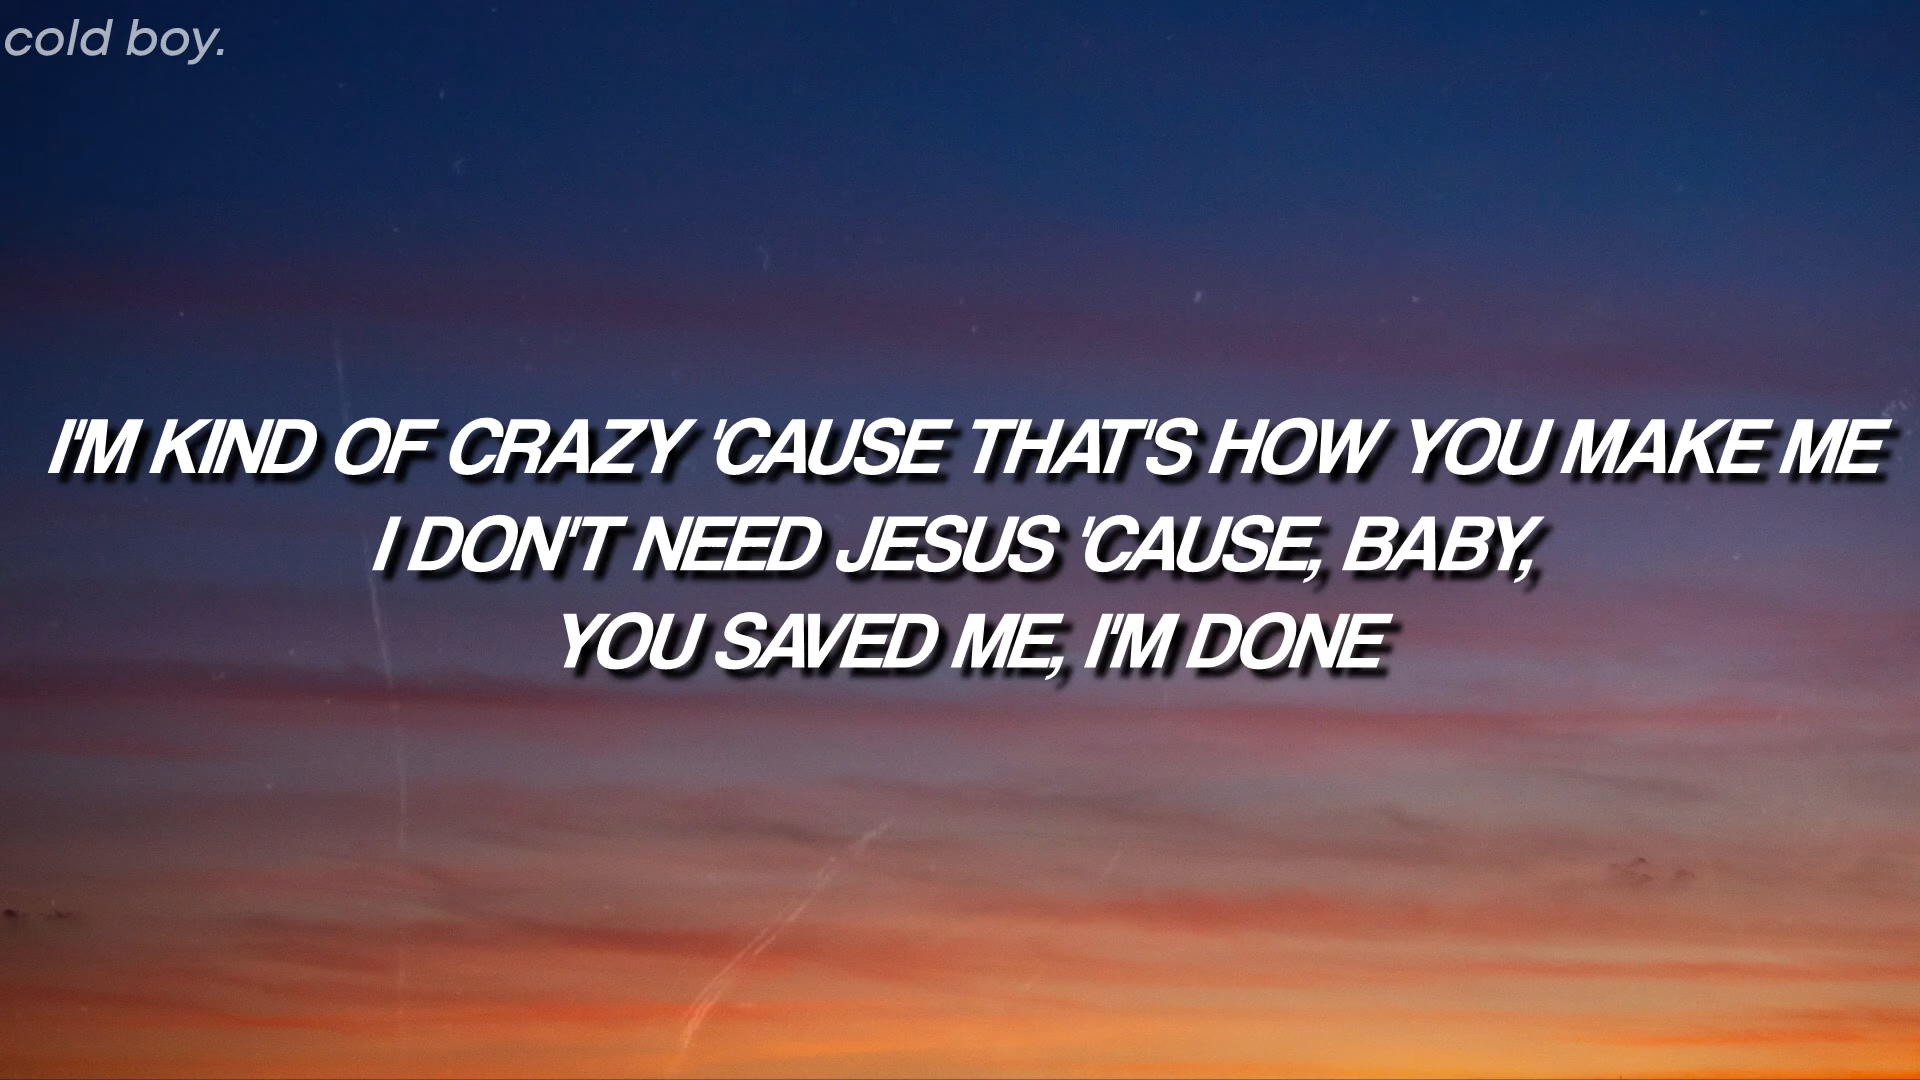 cold boy.
I'M KIND OF CRAZY 'CAUSE THAT'S HOW YOU MAKE ME
I DON'T NEED JESUS 'CAUSE, BABY,
YOU SAVED ME, I'M DONE